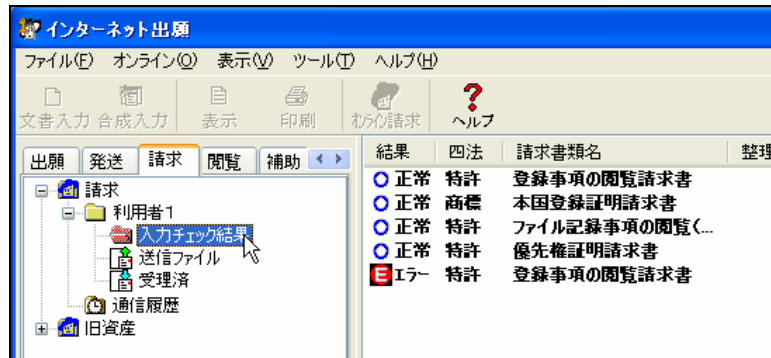 インターネット出願
ファイル(F) オンライン(O) 表示(V) ツール(T) ヘルプ(H)
文書入力 合成入力 表示 印刷 オンライン請求 ヘルプ
出願 発送 請求 閲覧 補助
結果 四法 請求書類名 整理
請求
利用者1
入力チェック結果
送信ファイル
受理済
通信履歴
旧資産
正常 特許 登録事項の閲覧請求書
正常 商標 本国登録証明請求書
正常 特許 ファイル記録事項の閲覧(...
正常 特許 優先権証明請求書
E エラー 特許 登録事項の閲覧請求書